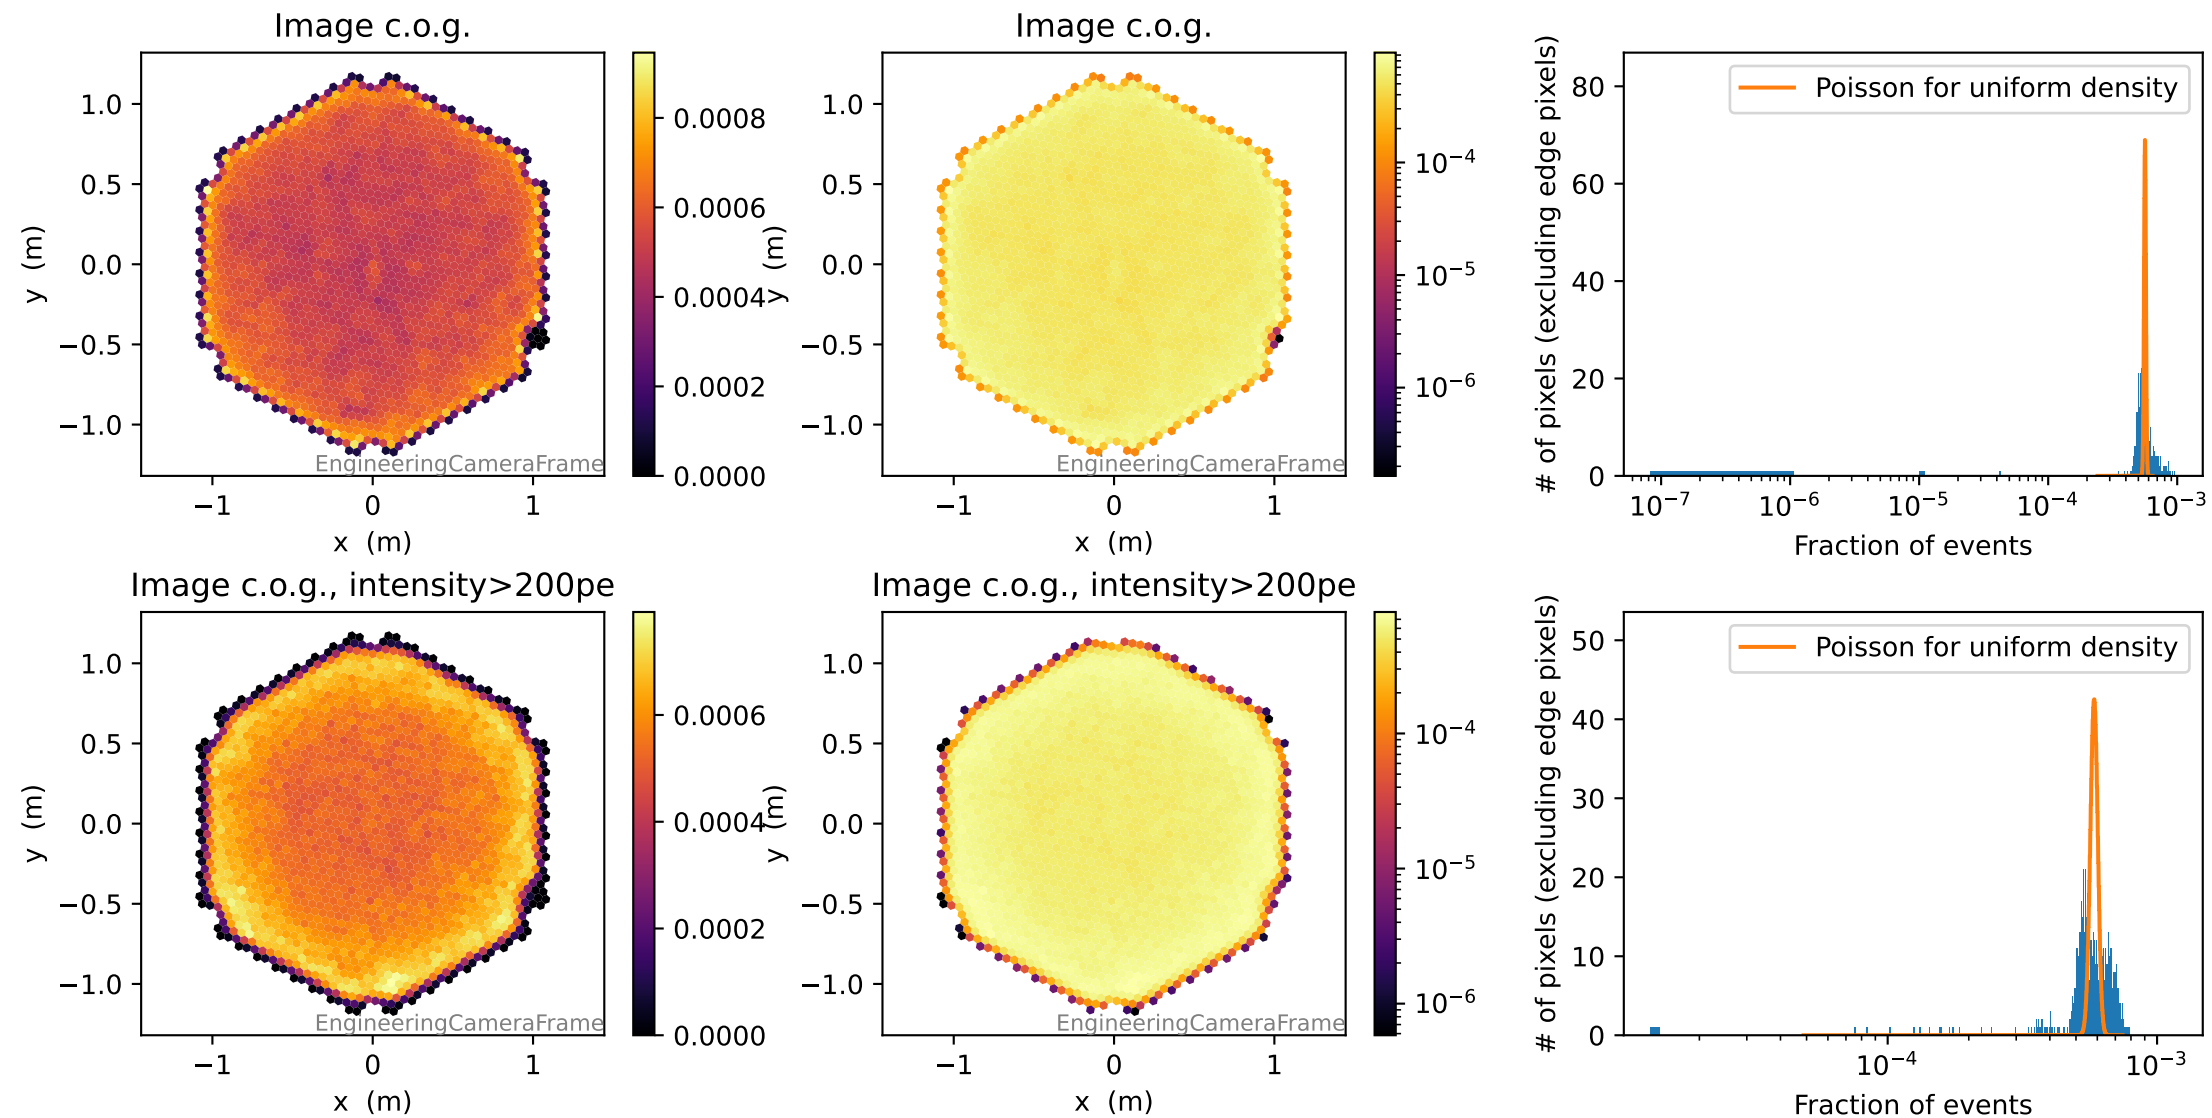 Image c.o.g.
1.0
0.5
0.0
−0.5
−1.0
y (m)
−1
0
1
x (m)
EngineeringCameraFrame
0.0008
0.0006
0.0004
0.0002
0.0000
Image c.o.g.
1.0
0.5
0.0
−0.5
−1.0
y (m)
−1
0
1
x (m)
EngineeringCameraFrame
10⁻⁴
10⁻⁵
10⁻⁶
# of pixels (excluding edge pixels)
80
60
40
20
0
Poisson for uniform density
10⁻⁷
10⁻⁶
10⁻⁵
10⁻⁴
10⁻³
Fraction of events
Image c.o.g., intensity>200pe
1.0
0.5
0.0
−0.5
−1.0
y (m)
−1
0
1
x (m)
EngineeringCameraFrame
0.0006
0.0004
0.0002
0.0000
Image c.o.g., intensity>200pe
1.0
0.5
0.0
−0.5
−1.0
y (m)
−1
0
1
x (m)
EngineeringCameraFrame
10⁻⁴
10⁻⁵
10⁻⁶
# of pixels (excluding edge pixels)
50
40
30
20
10
0
Poisson for uniform density
10⁻⁴
10⁻³
Fraction of events